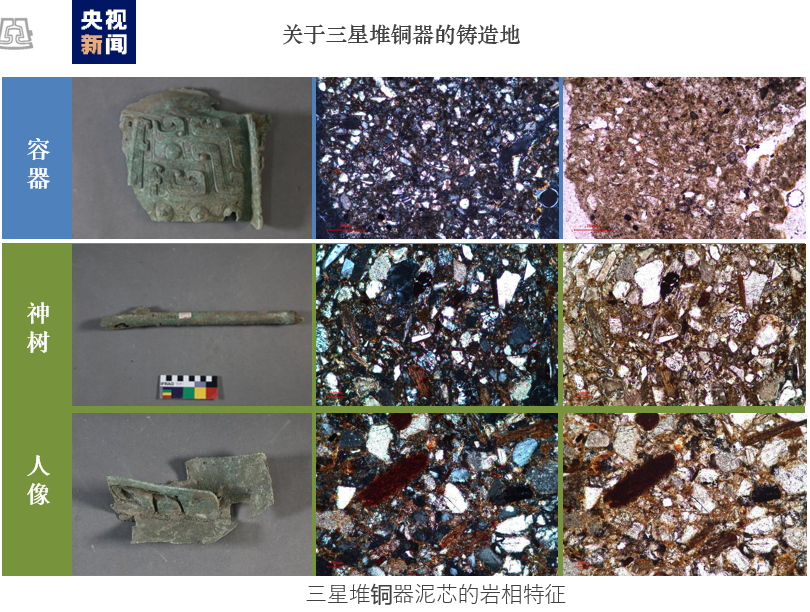 央视
新闻
关于三星堆铜器的铸造地
容器
神树
人像
三星堆铜器泥芯的岩相特征